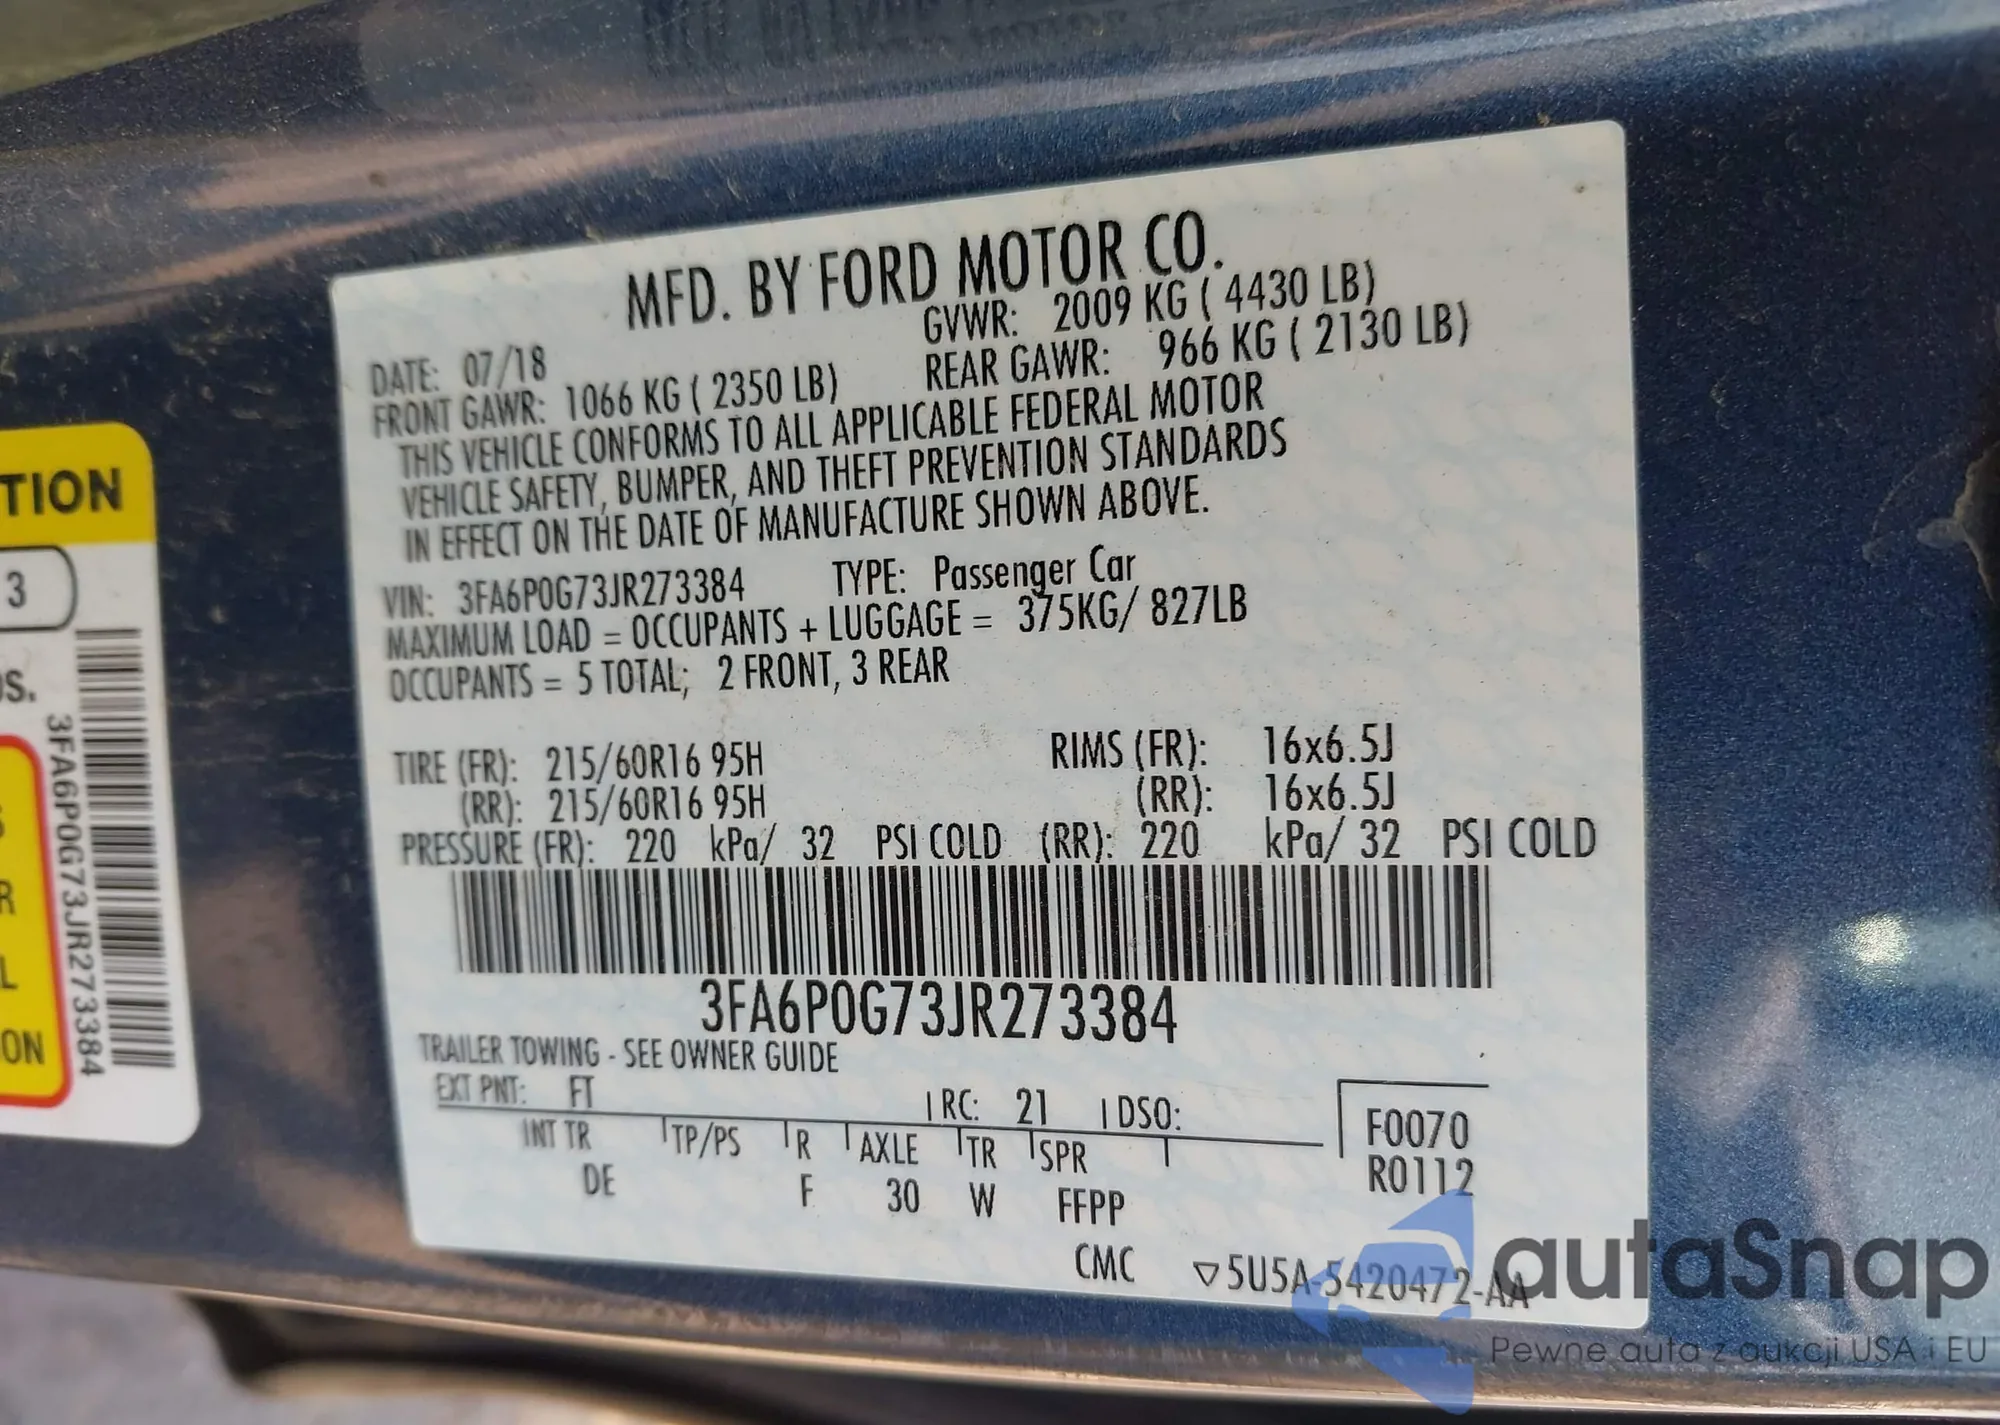 MFD. BY FORD MOTOR CO.
DATE: 07/18 GVWR: 2009 KG ( 4430 LB)
FRONT GAWR: 1066 KG ( 2350 LB) REAR GAWR: 966 KG ( 2130 LB)
THIS VEHICLE CONFORMS TO ALL APPLICABLE FEDERAL MOTOR
VEHICLE SAFETY, BUMPER, AND THEFT PREVENTION STANDARDS
IN EFFECT ON THE DATE OF MANUFACTURE SHOWN ABOVE.
VIN: 3FA6P0G73JR273384 TYPE: Passenger Car
MAXIMUM LOAD = OCCUPANTS + LUGGAGE = 375KG/ 827LB
OCCUPANTS = 5 TOTAL; 2 FRONT, 3 REAR
TIRE (FR): 215/60R16 95H RIMS (FR): 16x6.5J
(RR): 215/60R16 95H (RR): 16x6.5J
PRESSURE (FR): 220 kPa/ 32 PSI COLD (RR): 220 kPa/ 32 PSI COLD
3FA6P0G73JR273384
TRAILER TOWING - SEE OWNER GUIDE
EXT PNT: FT RC: 21 DSO:
INT TR TP/PS R AXLE TR SPR
DE F 30 W FFPP
F0070
R0112
CMC ▽5U5A-5420472-AA
TION
3
S.
3FA6P0G73JR273384
R
L
ON
autaSnap
Pewne auta z aukcji USA i EU